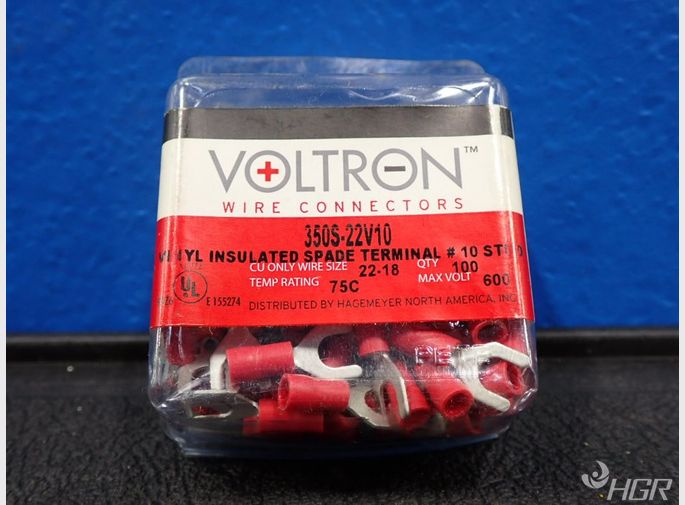 VOLTRON™
WIRE CONNECTORS
350S-22V10
VINYL INSULATED SPADE TERMINAL # 10
CU ONLY WIRE SIZE 22-18 QTY 100
TEMP RATING 75C MAX VOLT 600
UL E155274 DISTRIBUTED BY HAGEMEYER NORTH AMERICA, INC
HGR